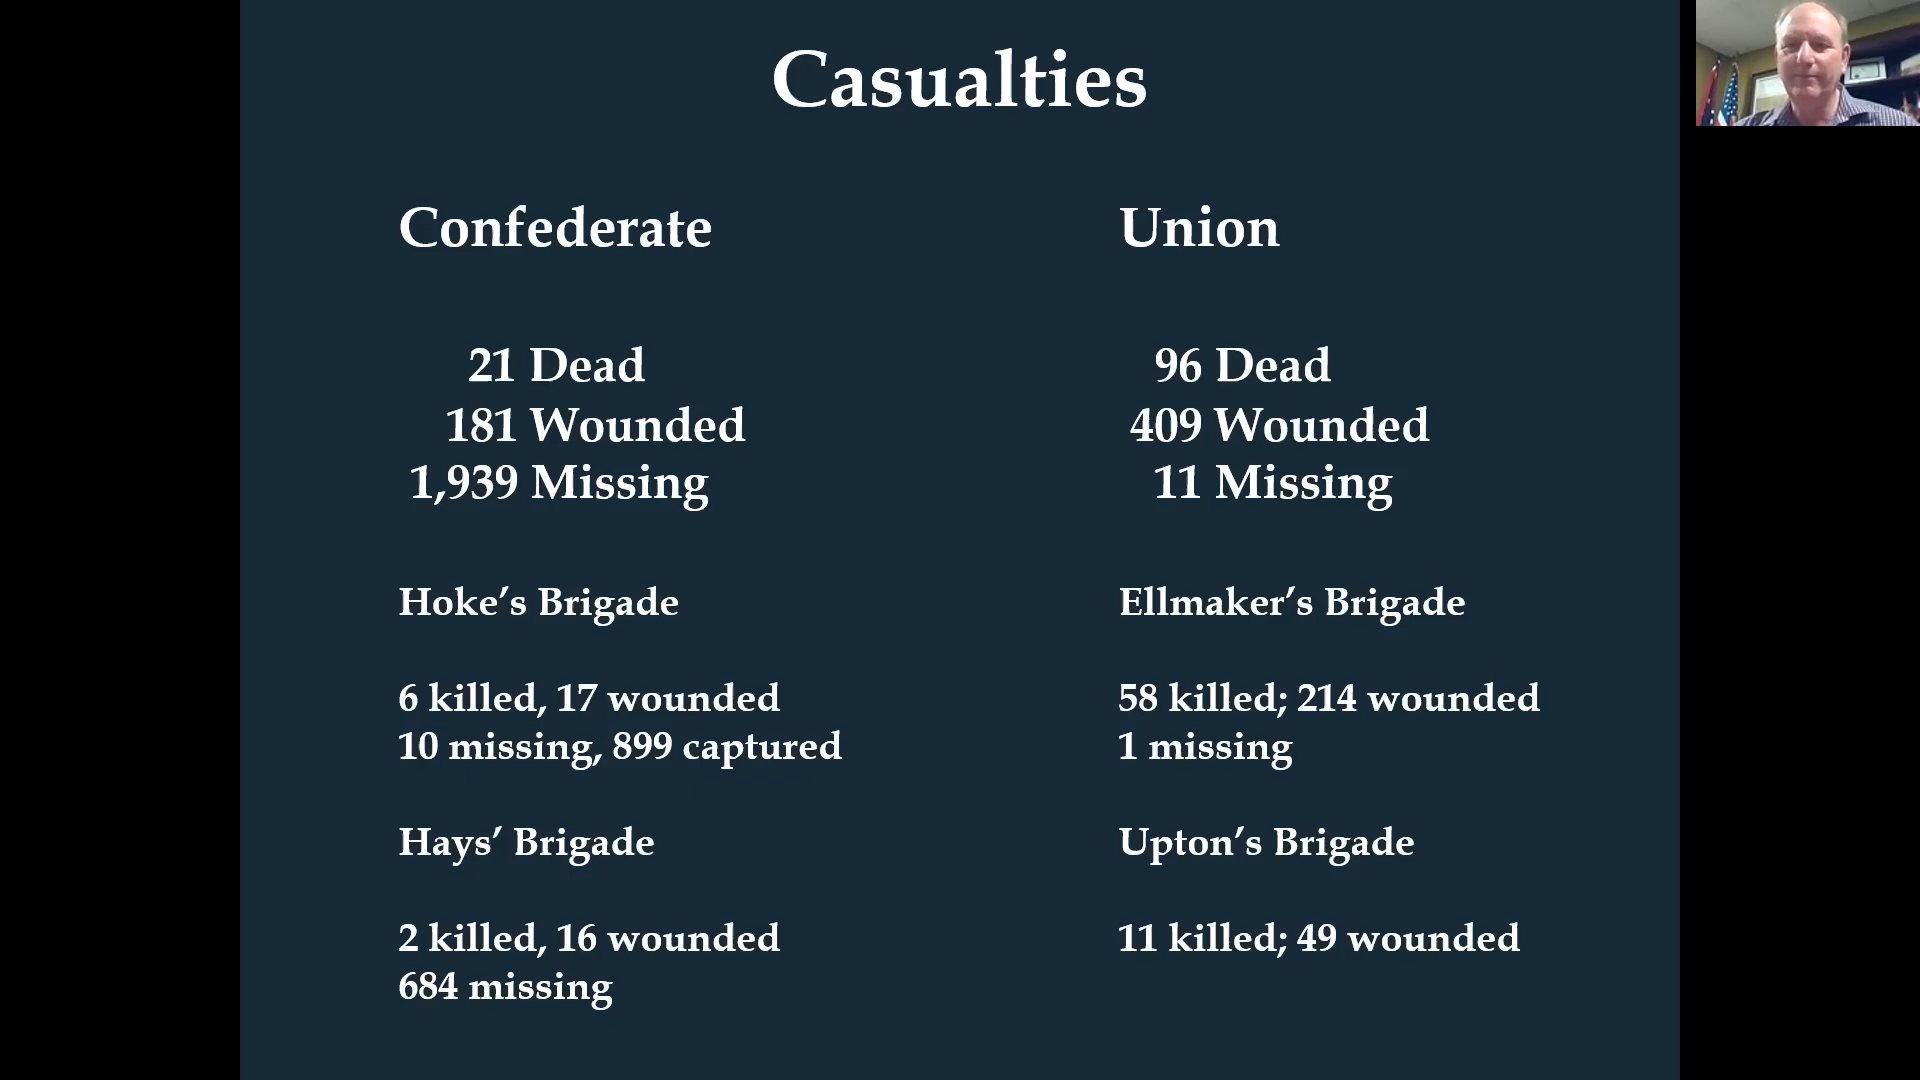 Casualties
Confederate
21 Dead
181 Wounded
1,939 Missing
Hoke’s Brigade
6 killed, 17 wounded
10 missing, 899 captured
Hays’ Brigade
2 killed, 16 wounded
684 missing
Union
96 Dead
409 Wounded
11 Missing
Ellmaker’s Brigade
58 killed; 214 wounded
1 missing
Upton’s Brigade
11 killed; 49 wounded